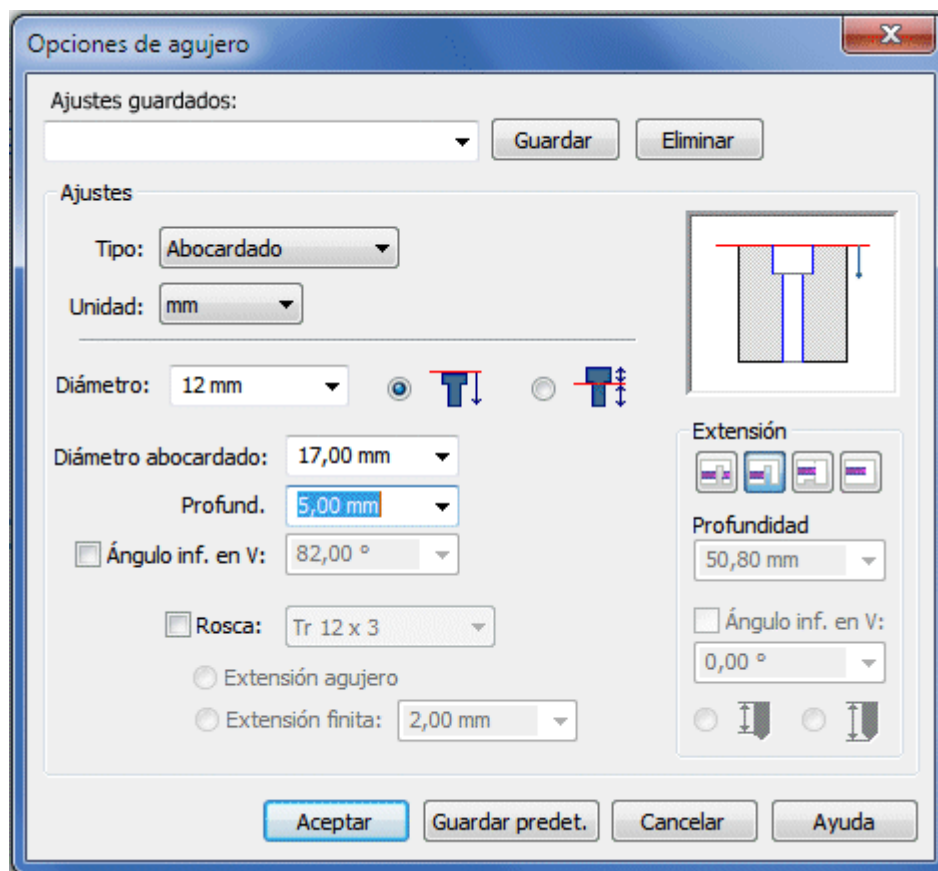 Opciones de agujero
Ajustes guardados:
Guardar Eliminar
Ajustes
Tipo: Abocardado
Unidad: mm
Diámetro: 12 mm
Diámetro abocardado: 17,00 mm
Profund. 5,00 mm
Ángulo inf. en V: 82,00 °
Rosca: Tr 12 x 3
Extensión agujero
Extensión finita: 2,00 mm
Extensión
Profundidad
50,80 mm
Ángulo inf. en V:
0,00 °
Aceptar Guardar predet. Cancelar Ayuda